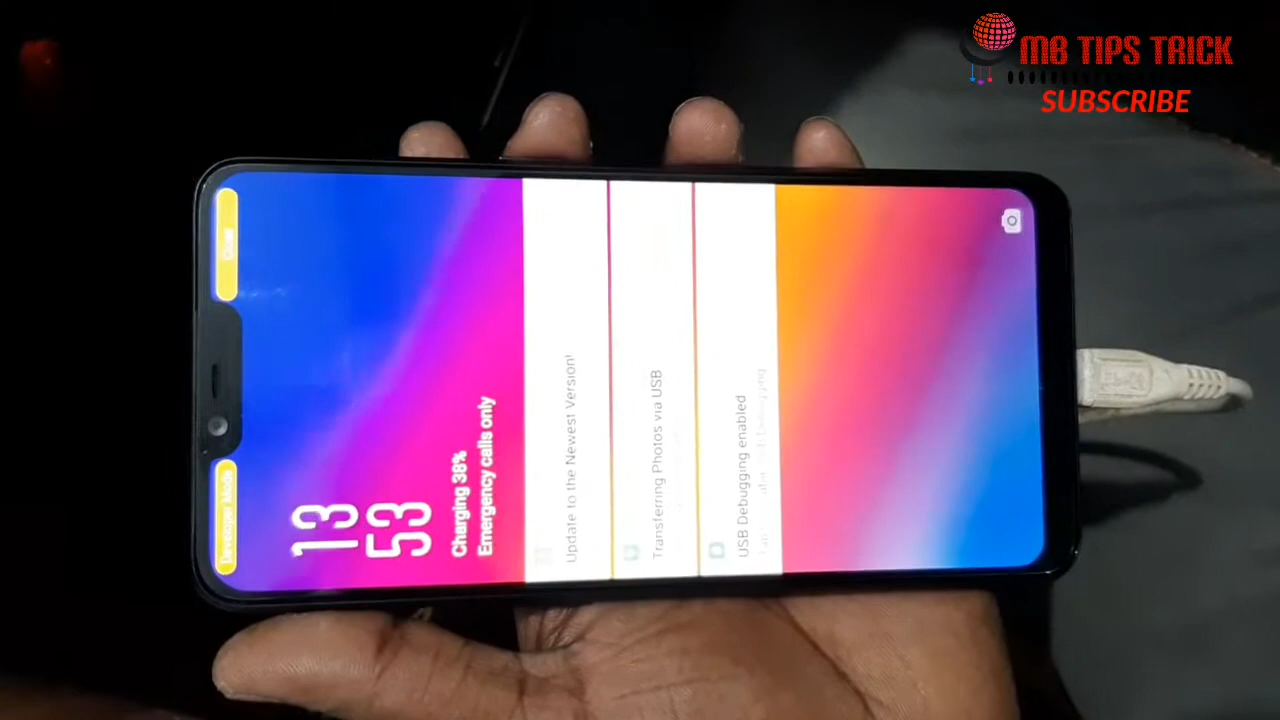 MB TIPS TRICK
SUBSCRIBE
Developer Mode
13
53
Charging 38%
Emergency calls only
Update to the Newest Version!
Transferring Photos via USB
USB Debugging enabled